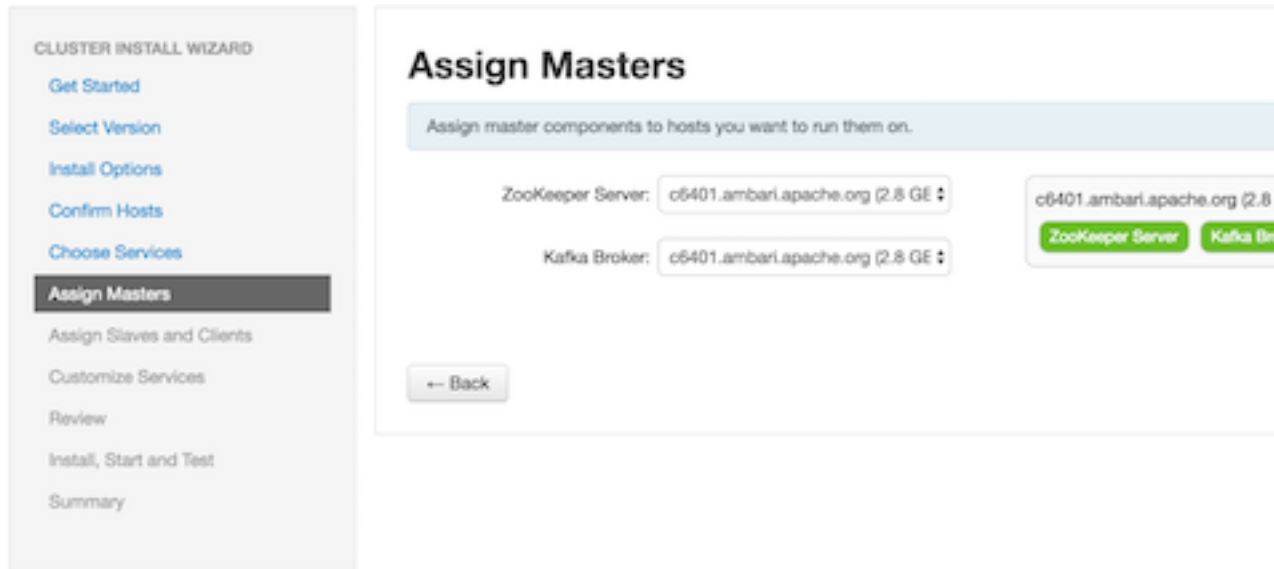 CLUSTER INSTALL WIZARD
Get Started
Select Version
Install Options
Confirm Hosts
Choose Services
Assign Masters
Assign Slaves and Clients
Customize Services
Review
Install, Start and Test
Summary
Assign Masters
Assign master components to hosts you want to run them on.
ZooKeeper Server: c6401.ambari.apache.org (2.8 GE
Kafka Broker: c6401.ambari.apache.org (2.8 GE
← Back
c6401.ambari.apache.org (2.8
ZooKeeper Server Kafka Br